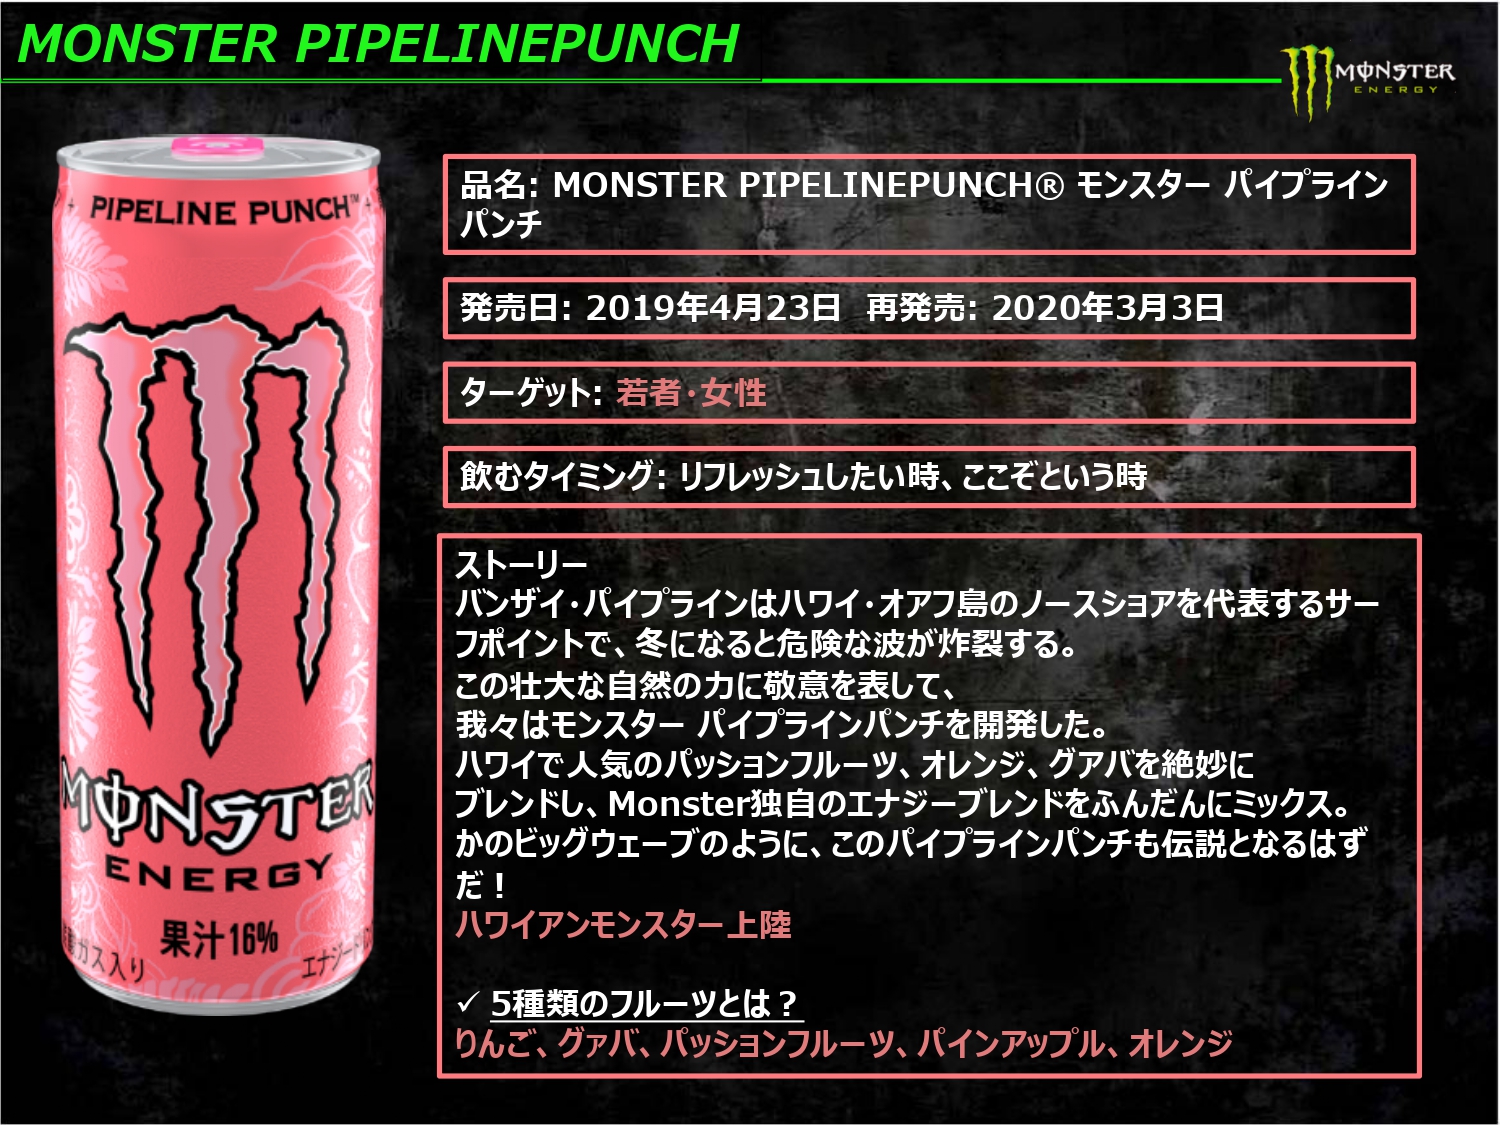 MONSTER PIPELINEPUNCH
MONSTER
ENERGY
PIPELINE PUNCH™
MONSTER
ENERGY
果汁16%
ガス入り
エナジー
品名: MONSTER PIPELINEPUNCH® モンスター パイプライン
パンチ
発売日: 2019年4月23日 再発売: 2020年3月3日
ターゲット: 若者・女性
飲むタイミング: リフレッシュしたい時、ここぞという時
ストーリー
バンザイ・パイプラインはハワイ・オアフ島のノースショアを代表するサー
フポイントで、冬になると危険な波が炸裂する。
この壮大な自然の力に敬意を表して、
我々はモンスター パイプラインパンチを開発した。
ハワイで人気のパッションフルーツ、オレンジ、グアバを絶妙に
ブレンドし、Monster独自のエナジーブレンドをふんだんにミックス。
かのビッグウェーブのように、このパイプラインパンチも伝説となるはず
だ！
ハワイアンモンスター上陸
✓ 5種類のフルーツとは？
りんご、グァバ、パッションフルーツ、パインアップル、オレンジ